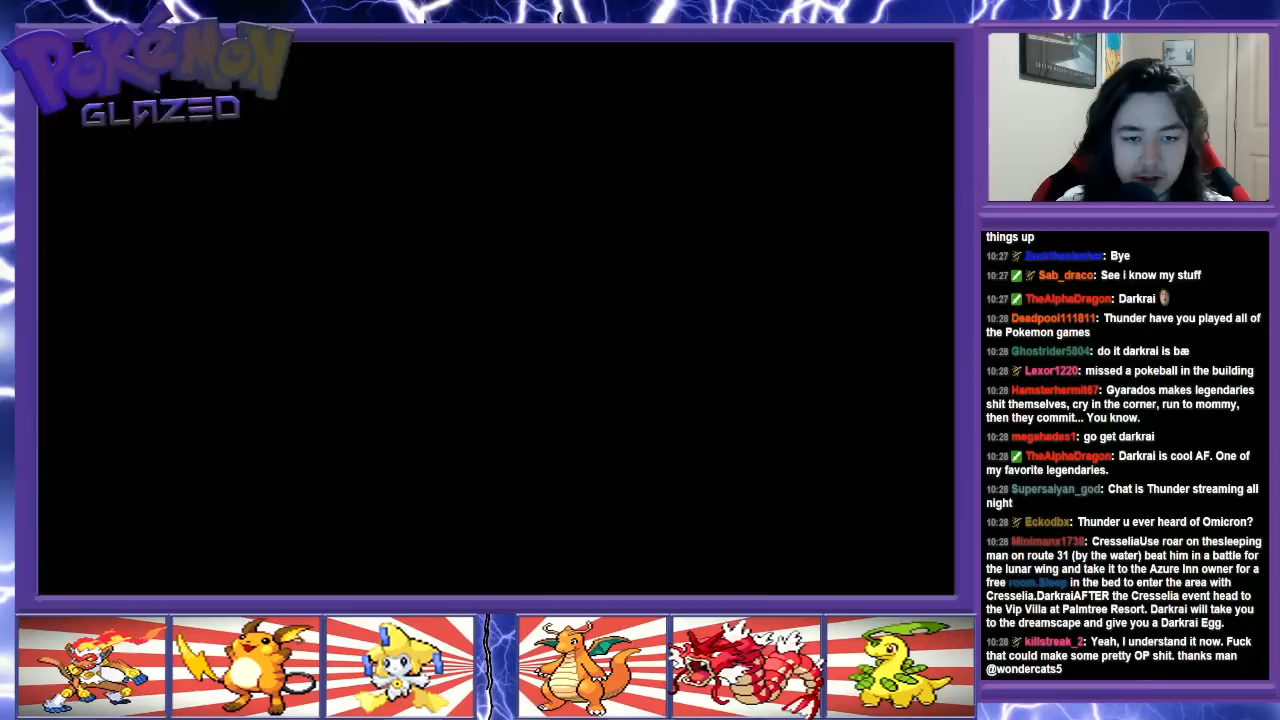 POKéMON
GLAZED
things up
10:27 : Bye
10:27 Sab_draco: See i know my stuff
10:27 TheAlphaDragon: Darkrai
10:28 Deadpool111811: Thunder have you played all of
the Pokemon games
10:28 Ghostrider5804: do it darkrai is bæ
10:28 Lexor1220: missed a pokeball in the building
10:28 Hamsterhermit67: Gyarados makes legendaries
shit themselves, cry in the corner, run to mommy,
then they commit... You know.
10:28 megahades1: go get darkrai
10:28 TheAlphaDragon: Darkrai is cool AF. One of
my favorite legendaries.
10:28 Supersaiyan_god: Chat is Thunder streaming all
night
10:28 Eckodbx: Thunder u ever heard of Omicron?
10:28 Minimanx1738: CresseliaUse roar on thesleeping
man on route 31 (by the water) beat him in a battle for
the lunar wing and take it to the Azure Inn owner for a
free room.Sleep in the bed to enter the area with
Cresselia.DarkraiAFTER the Cresselia event head to
the Vip Villa at Palmtree Resort. Darkrai will take you
to the dreamscape and give you a Darkrai Egg.
10:28 killstreak_2: Yeah, I understand it now. Fuck
that could make some pretty OP shit. thanks man
@wondercats5